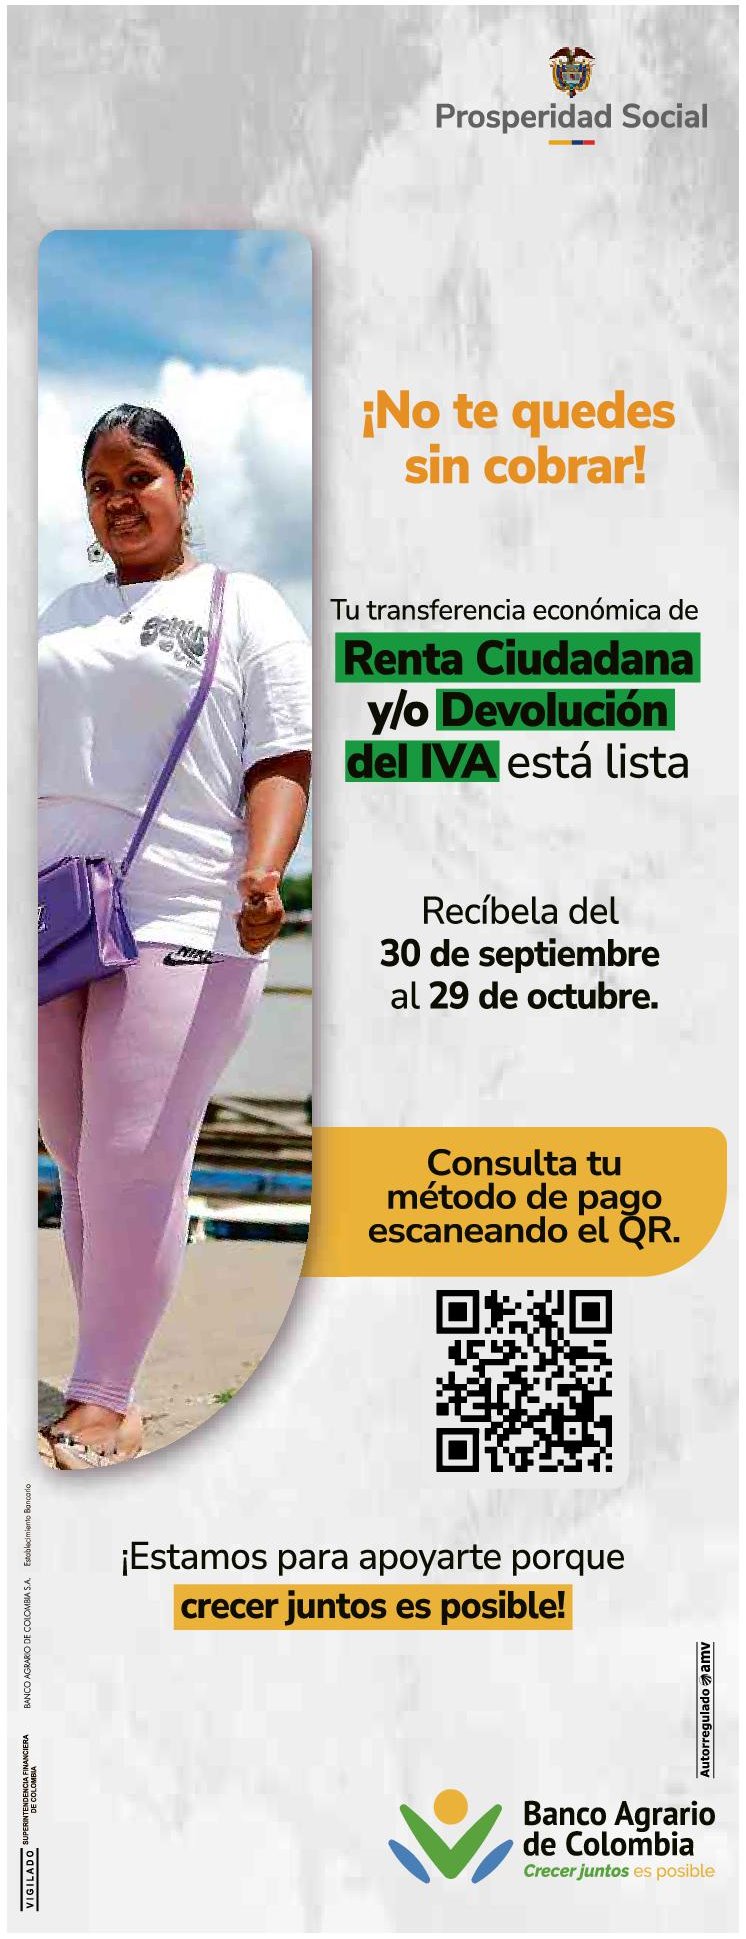 Prosperidad Social
¡No te quedes
sin cobrar!
Tu transferencia económica de
Renta Ciudadana
y/o Devolución
del IVA está lista
Recíbela del
30 de septiembre
al 29 de octubre.
Consulta tu
método de pago
escaneando el QR.
NIKE
¡Estamos para apoyarte porque
crecer juntos es posible!
BANCO AGRARIO DE COLOMBIA S.A. Establecimiento Bancario
VIGILADO SUPERINTENDENCIA FINANCIERA
DE COLOMBIA
Autorregulado amv
Banco Agrario
de Colombia
Crecer juntos es posible